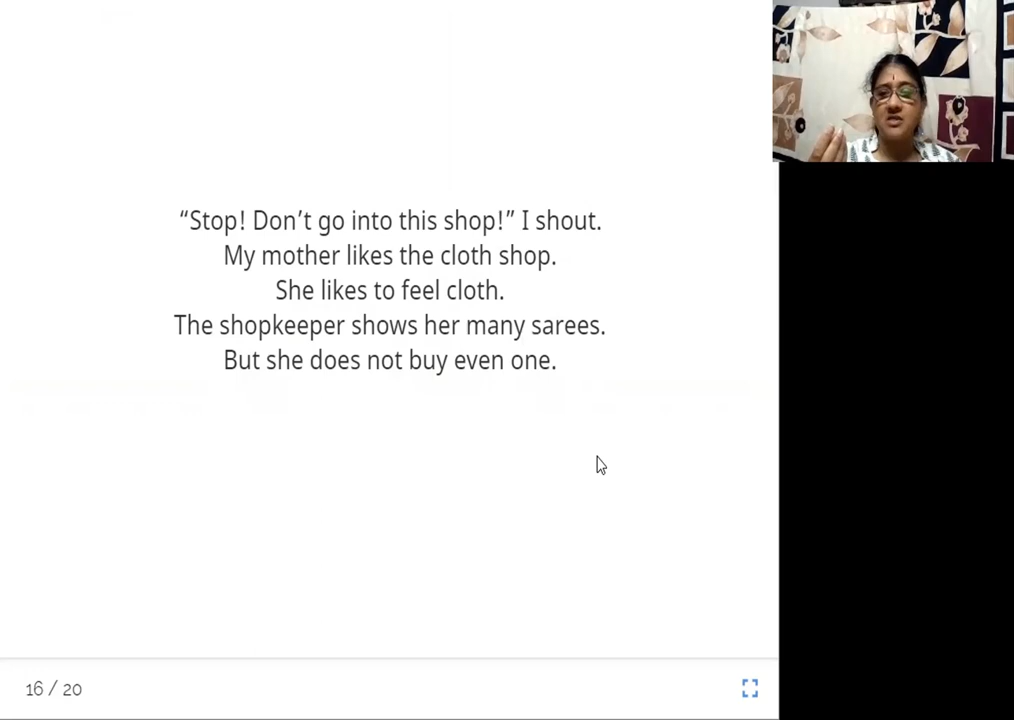 “Stop! Don’t go into this shop!” I shout.
My mother likes the cloth shop.
She likes to feel cloth.
The shopkeeper shows her many sarees.
But she does not buy even one.
16 / 20